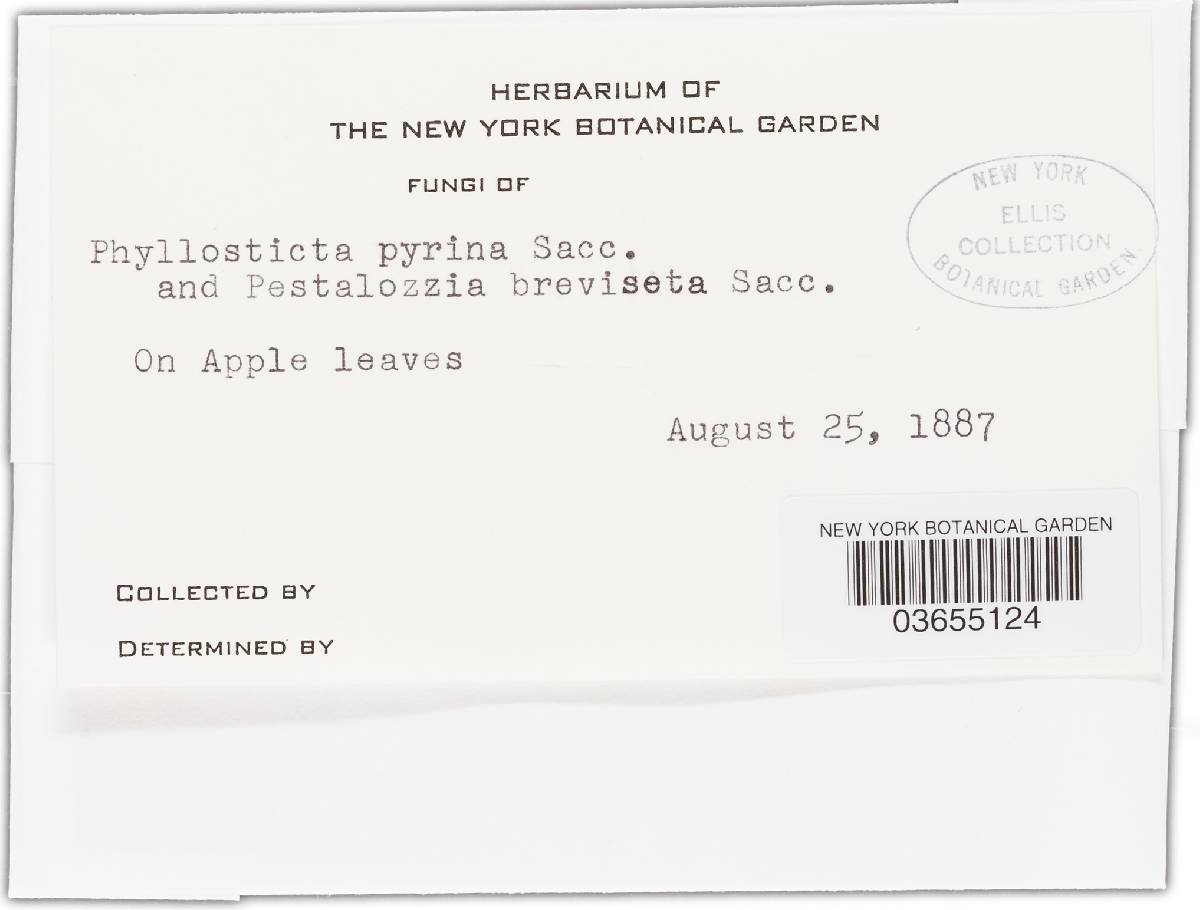 HERBARIUM OF
THE NEW YORK BOTANICAL GARDEN
FUNGI OF
Phyllosticta pyrina Sacc.
and Pestalozzia breviseta Sacc.
On Apple leaves
August 25, 1887
NEW YORK
ELLIS
COLLECTION
BOTANICAL GARDEN
NEW YORK BOTANICAL GARDEN
03655124
COLLECTED BY
DETERMINED BY